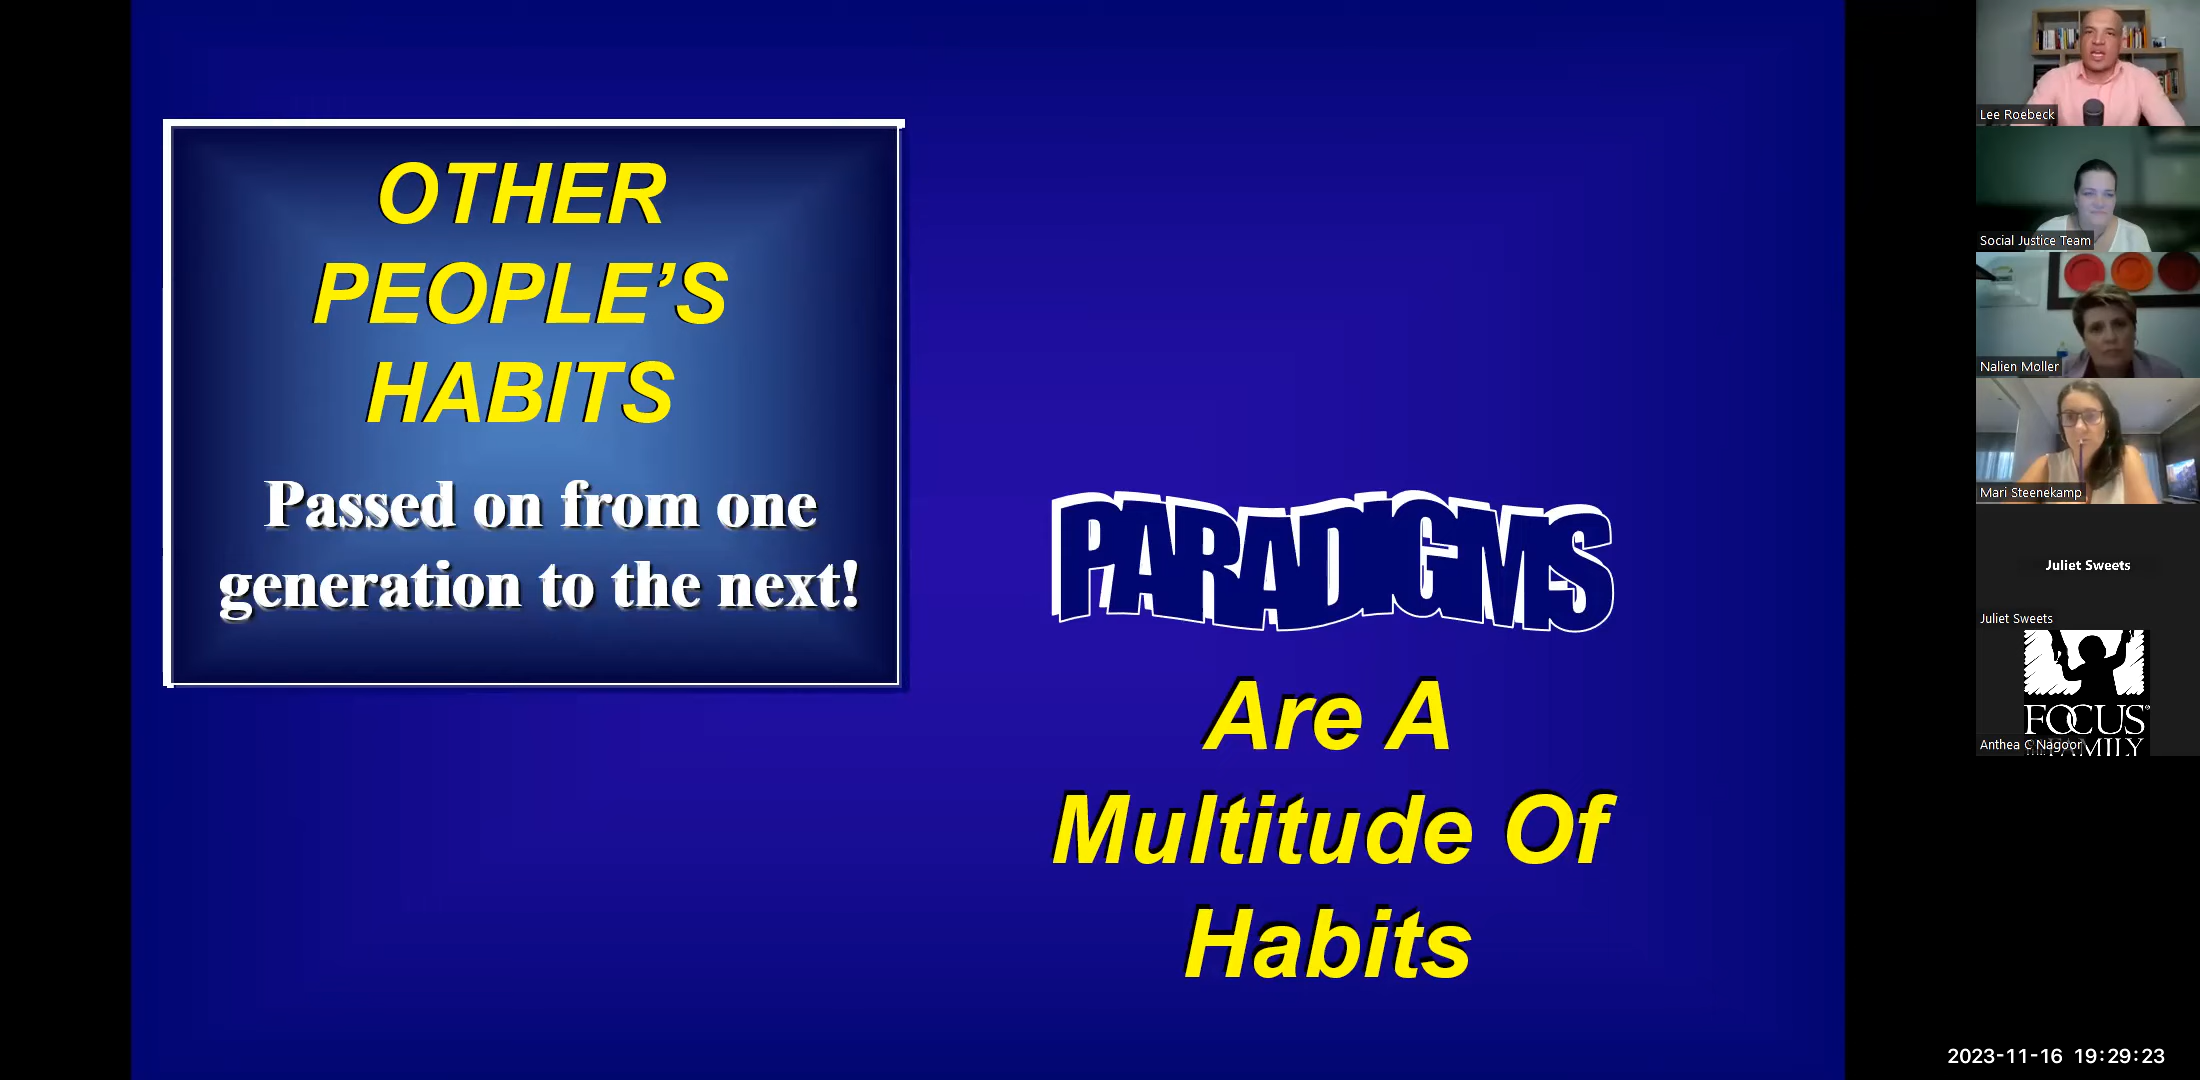 OTHER
PEOPLE’S
HABITS
Passed on from one
generation to the next!
PARADIGMS
Are A
Multitude Of
Habits
Lee Roebeck
Social Justice Team
Nalien Moller
Mari Steenekamp
Juliet Sweets
Juliet Sweets
FOCUS
FAMILY
Anthea C Nagoor
2023-11-16 19:29:23